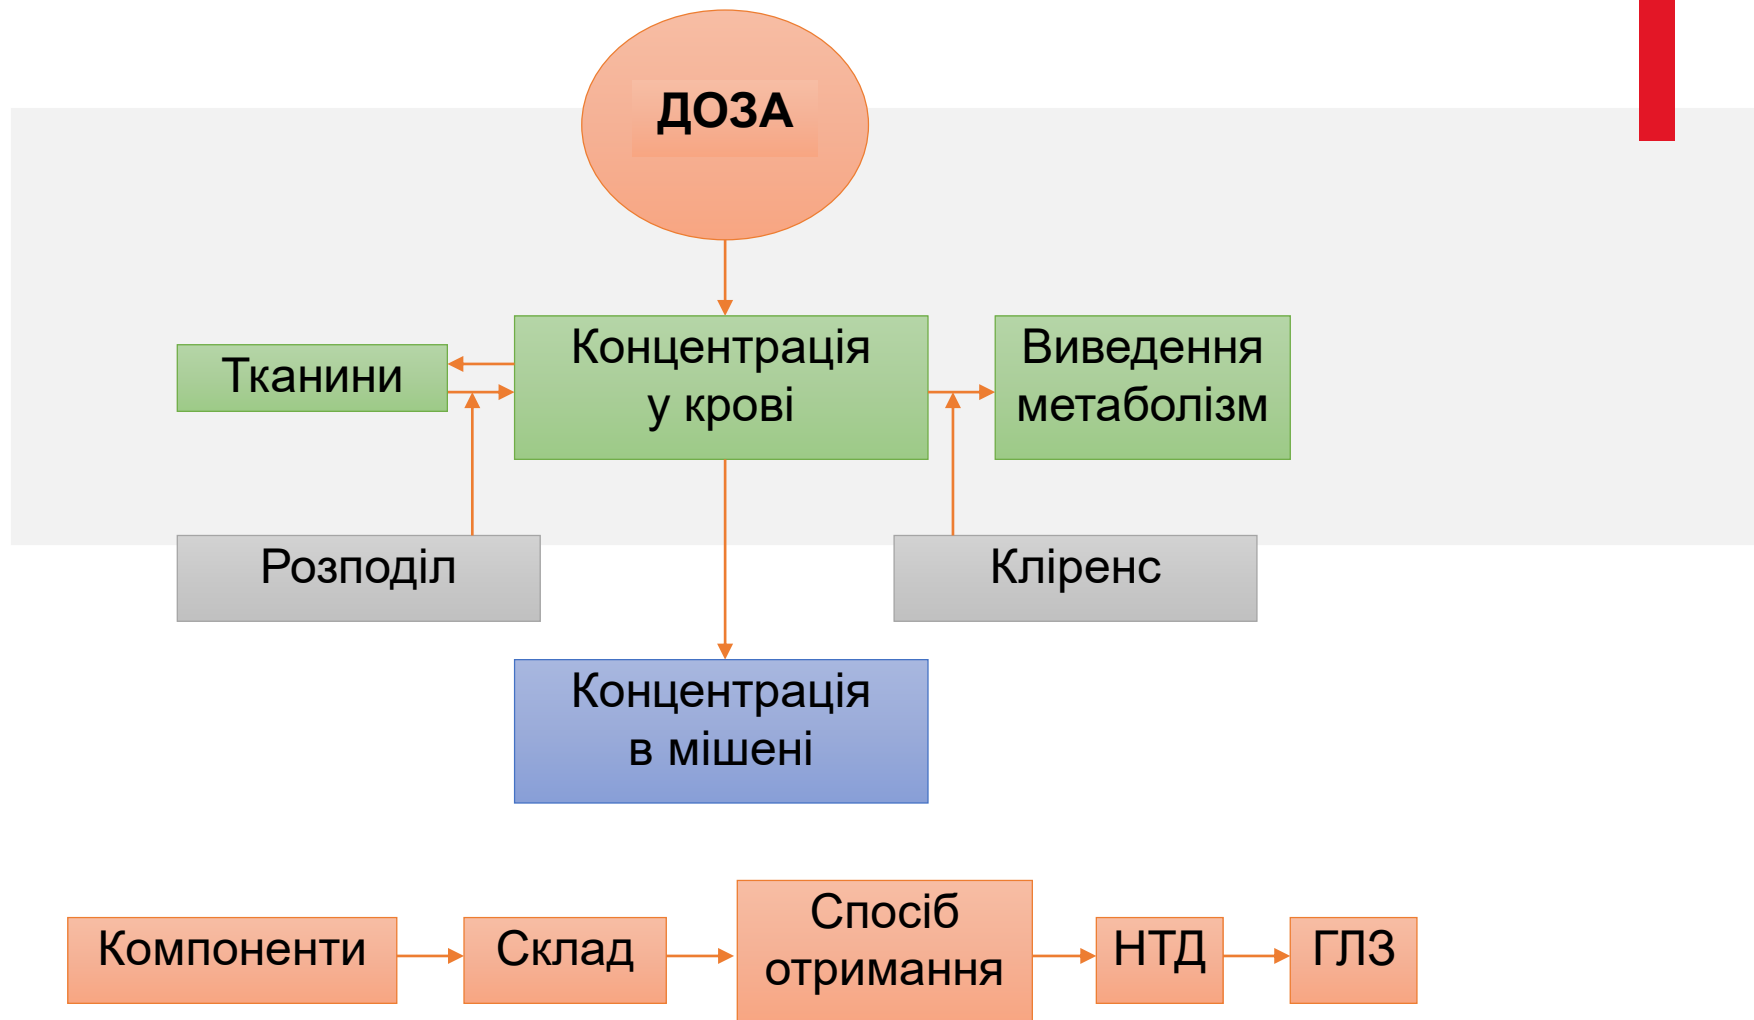 ДОЗА
Тканини
Концентрація
у крові
Виведення
метаболізм
Розподіл
Кліренс
Концентрація
в мішені
Компоненти
Склад
Спосіб
отримання
НТД
ГЛЗ